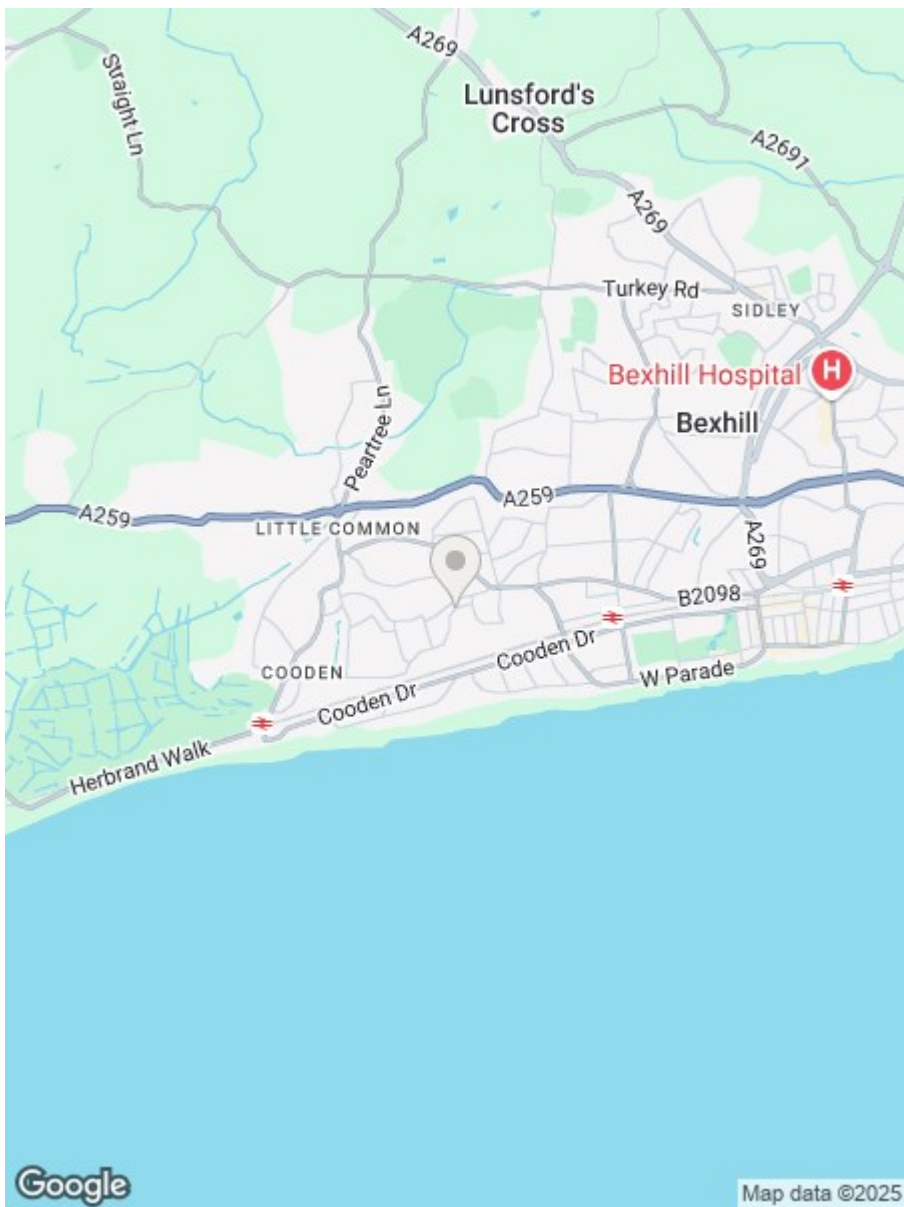 A269
Straight Ln
Lunsford's
Cross
A2691
A269
Turkey Rd
SIDLEY
Bexhill Hospital
H
Bexhill
Peartree Ln
A259
A259
LITTLE COMMON
A269
B2098
Cooden Dr
W Parade
COODEN
Cooden Dr
Herbrand Walk
Google
Map data ©2025